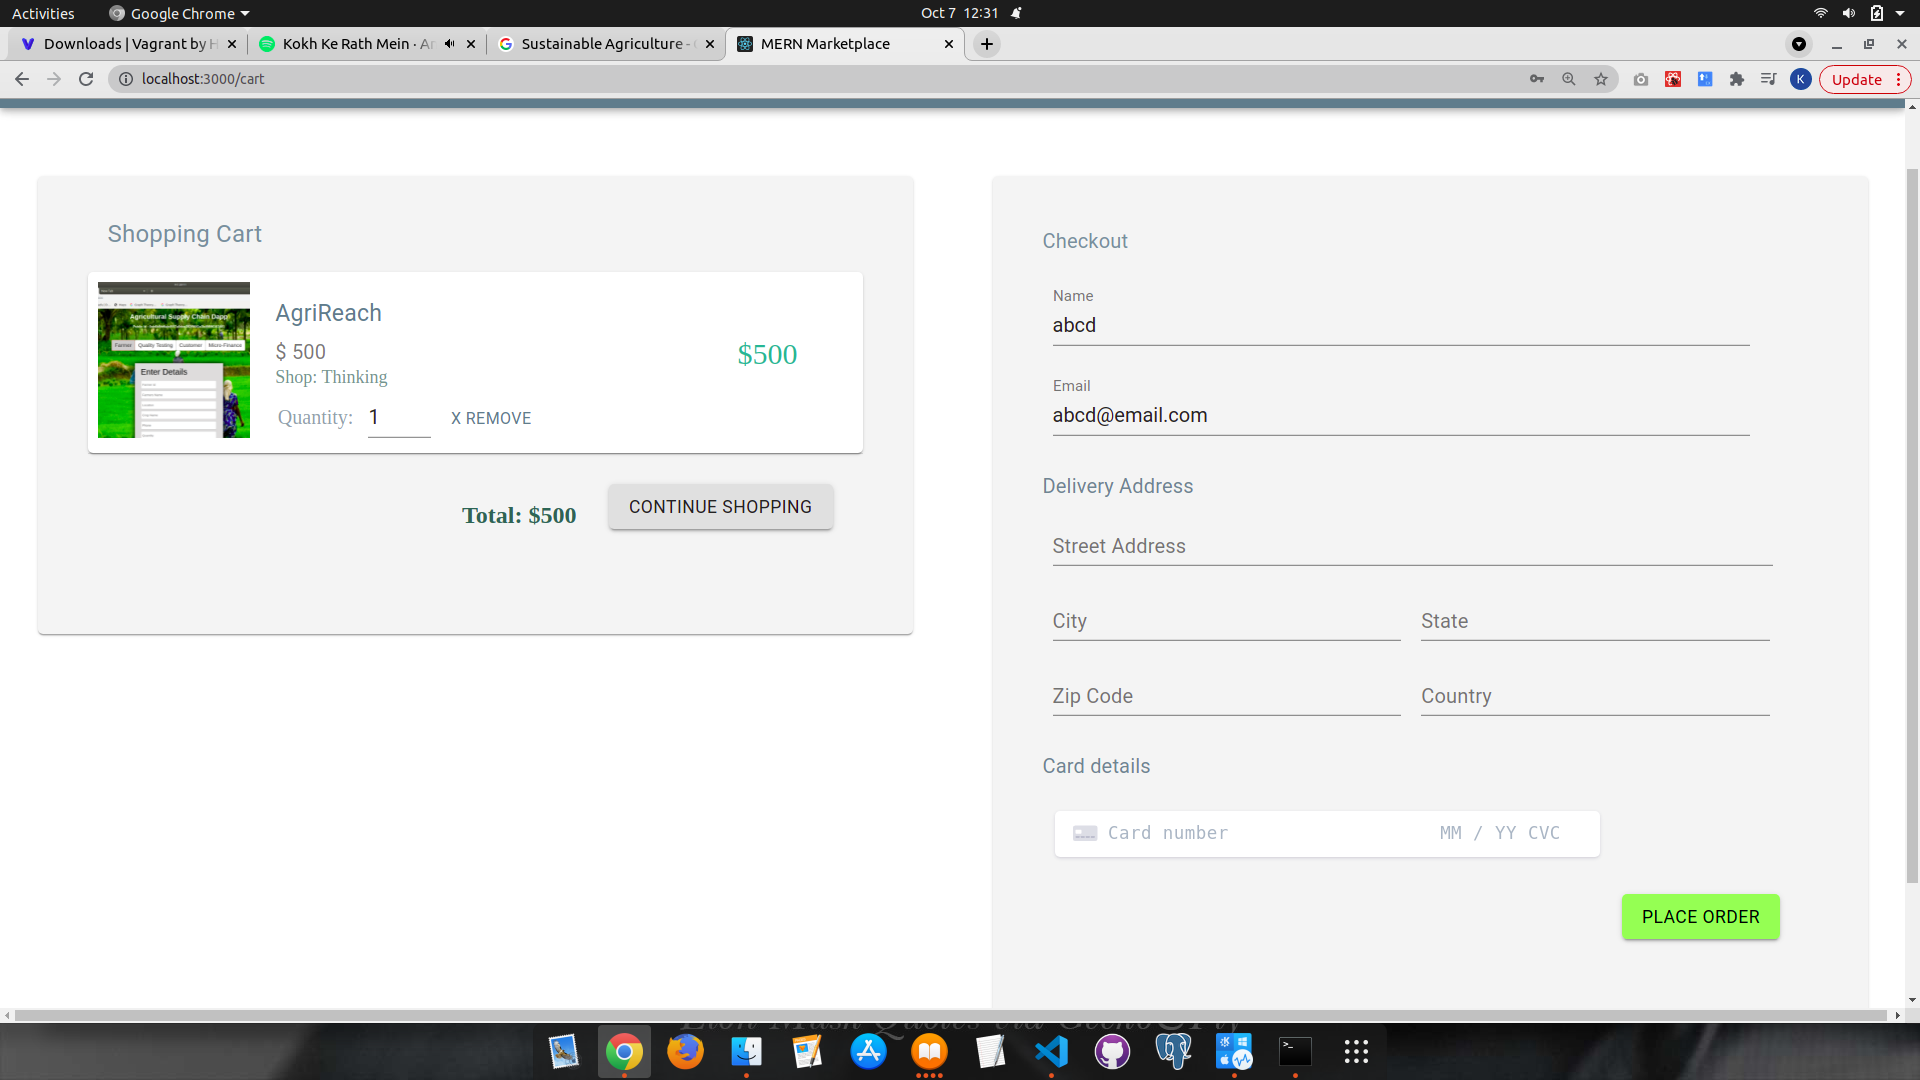 Activities
Google Chrome
Oct 7 12:31
Downloads | Vagrant by H
Kokh Ke Rath Mein · Ar
Sustainable Agriculture -
MERN Marketplace
localhost:3000/cart
K
Update
Shopping Cart
Agricultural Supply Chain Dapp
Farmer Quality Testing Customer Micro-Finance
Enter Details
AgriReach
$ 500
Shop: Thinking
Quantity: 1
X REMOVE
$500
Total: $500
CONTINUE SHOPPING
Checkout
Name
abcd
Email
abcd@email.com
Delivery Address
Street Address
City
State
Zip Code
Country
Card details
Card number
MM / YY CVC
PLACE ORDER